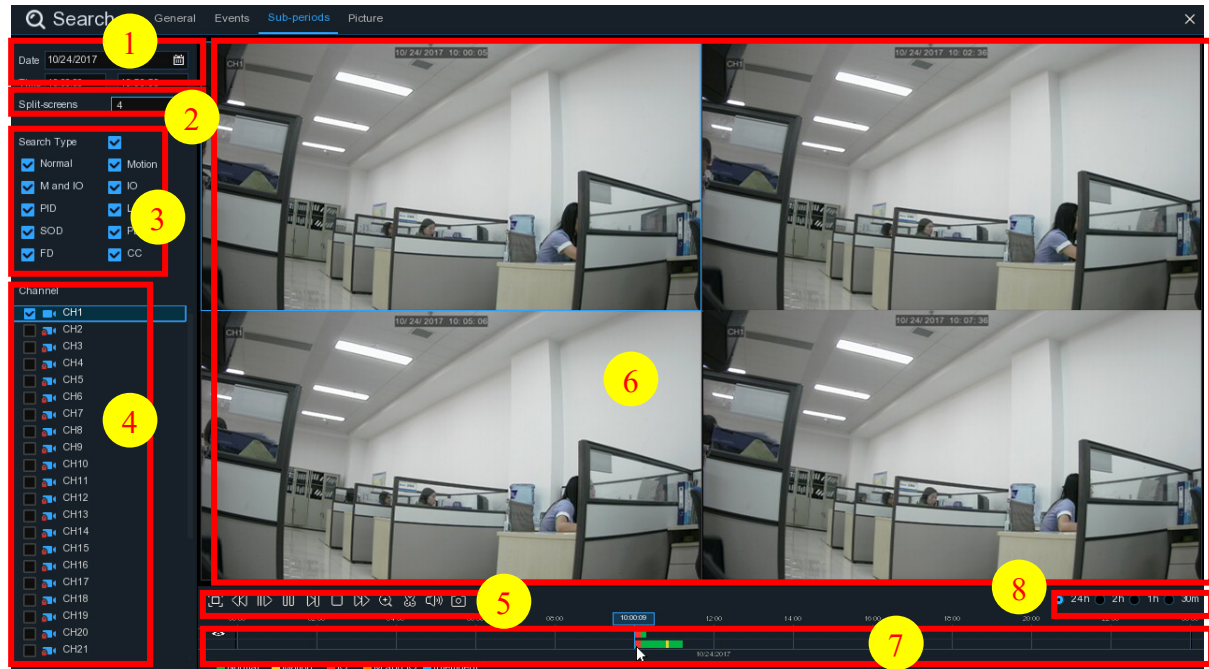 Search General Events Sub-periods Picture
1
Date 10/24/2017
Split-screens 4
2
Search Type
Normal Motion
M and IO IO
PID
SOD
FD CC
3
Channel
CH1
CH2
CH3
CH4
CH5
CH6
CH7
CH8
CH9
CH10
CH11
CH12
CH13
CH14
CH15
CH16
CH17
CH18
CH19
CH20
CH21
4
10/ 24/ 2017 10: 00: 05
CH1
10/ 24/ 2017 10: 02: 36
CH1
10/ 24/ 2017 10: 05: 06
CH1
10/ 24/ 2017 10: 07: 36
CH1
6
5
8
24h 2h 1h 30m
06:00 10:00:09 12:00 14:00 16:00 18:00 20:00
7
10/24/2017